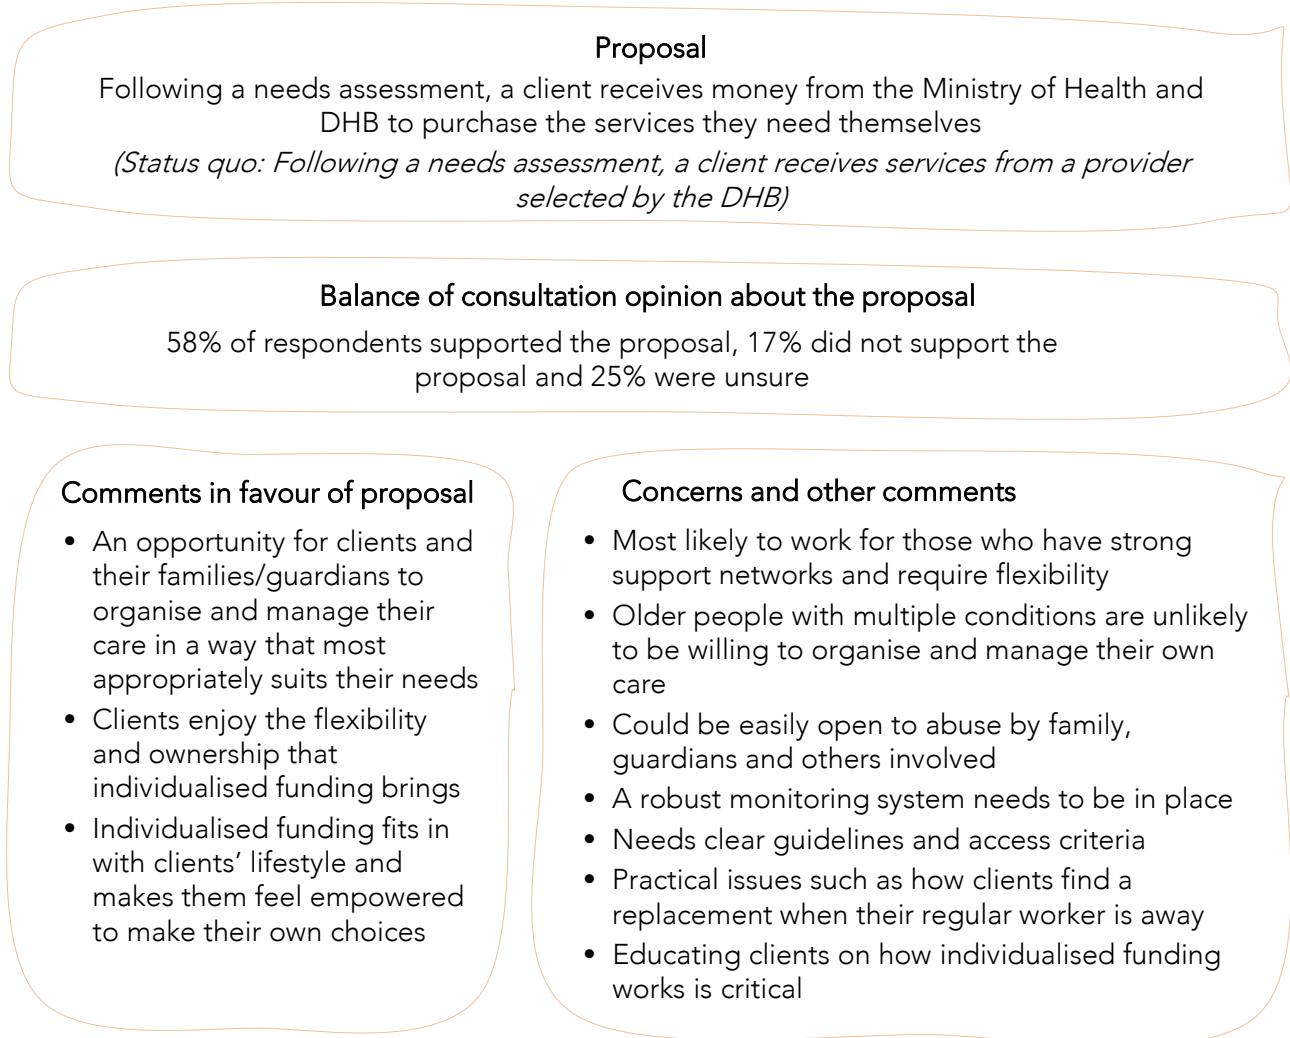 Proposal
Following a needs assessment, a client receives money from the Ministry of Health and
DHB to purchase the services they need themselves
(Status quo: Following a needs assessment, a client receives services from a provider
selected by the DHB)
Balance of consultation opinion about the proposal
58% of respondents supported the proposal, 17% did not support the
proposal and 25% were unsure
Comments in favour of proposal
• An opportunity for clients and
their families/guardians to
organise and manage their
care in a way that most
appropriately suits their needs
• Clients enjoy the flexibility
and ownership that
individualised funding brings
• Individualised funding fits in
with clients’ lifestyle and
makes them feel empowered
to make their own choices
Concerns and other comments
• Most likely to work for those who have strong
support networks and require flexibility
• Older people with multiple conditions are unlikely
to be willing to organise and manage their own
care
• Could be easily open to abuse by family,
guardians and others involved
• A robust monitoring system needs to be in place
• Needs clear guidelines and access criteria
• Practical issues such as how clients find a
replacement when their regular worker is away
• Educating clients on how individualised funding
works is critical